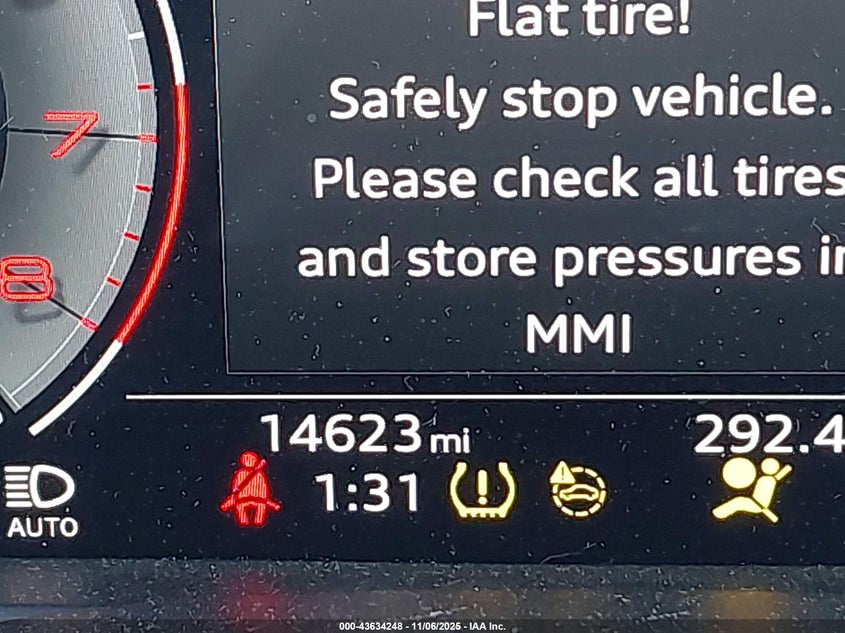 Flat tire!
Safely stop vehicle.
Please check all tires
and store pressures in
MMI
7
8
14623 mi
292.4
1:31
AUTO
000-43634248 - 11/06/2025 - IAA Inc.